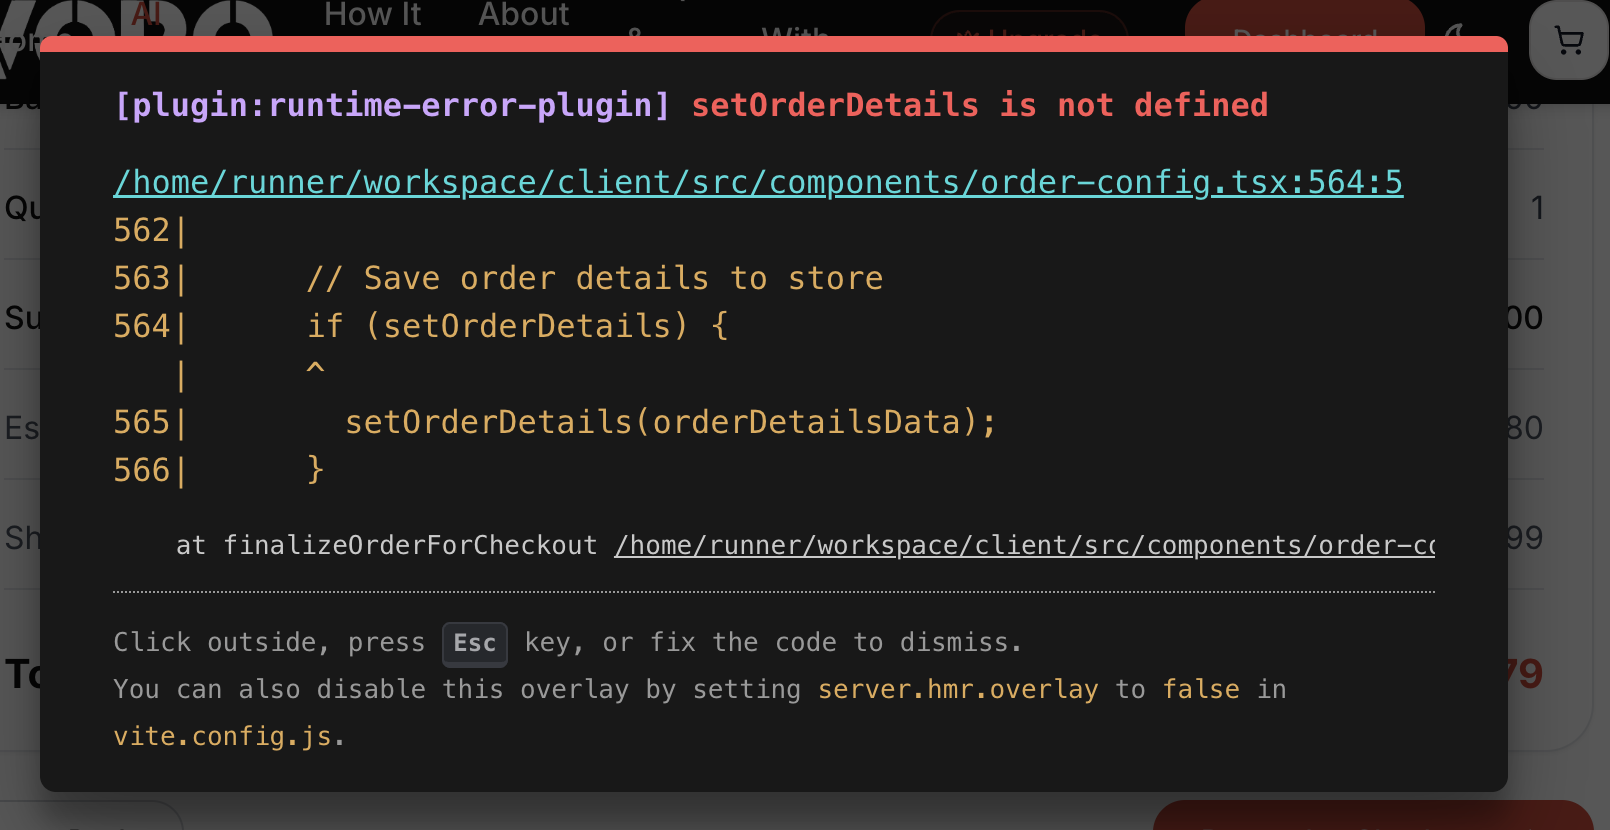 AI
How It
About
[plugin:runtime-error-plugin] setOrderDetails is not defined
/home/runner/workspace/client/src/components/order-config.tsx:564:5
562|
563|      // Save order details to store
564|      if (setOrderDetails) {
   |      ^
565|        setOrderDetails(orderDetailsData);
566|      }
at finalizeOrderForCheckout /home/runner/workspace/client/src/components/order-co
Click outside, press Esc key, or fix the code to dismiss.
You can also disable this overlay by setting server.hmr.overlay to false in
vite.config.js.
Qu
1
Su
00
Es
80
Sh
99
To
79